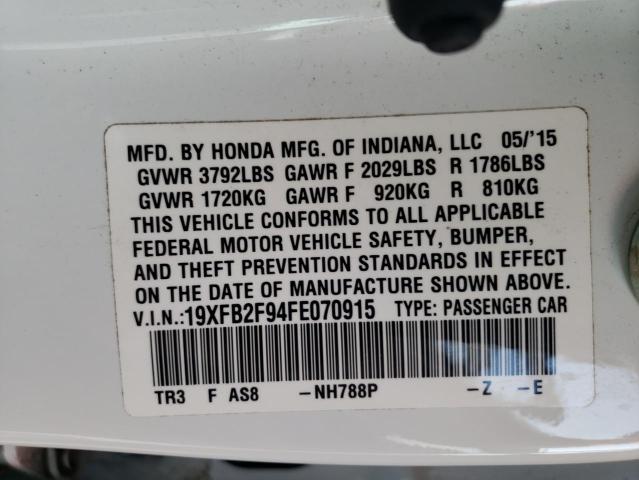 MFD. BY HONDA MFG. OF INDIANA, LLC 05/'15
GVWR 3792LBS GAWR F 2029LBS R 1786LBS
GVWR 1720KG GAWR F 920KG R 810KG
THIS VEHICLE CONFORMS TO ALL APPLICABLE
FEDERAL MOTOR VEHICLE SAFETY, BUMPER,
AND THEFT PREVENTION STANDARDS IN EFFECT
ON THE DATE OF MANUFACTURE SHOWN ABOVE.
V.I.N.:19XFB2F94FE070915 TYPE: PASSENGER CAR
TR3 F AS8 -NH788P -Z -E